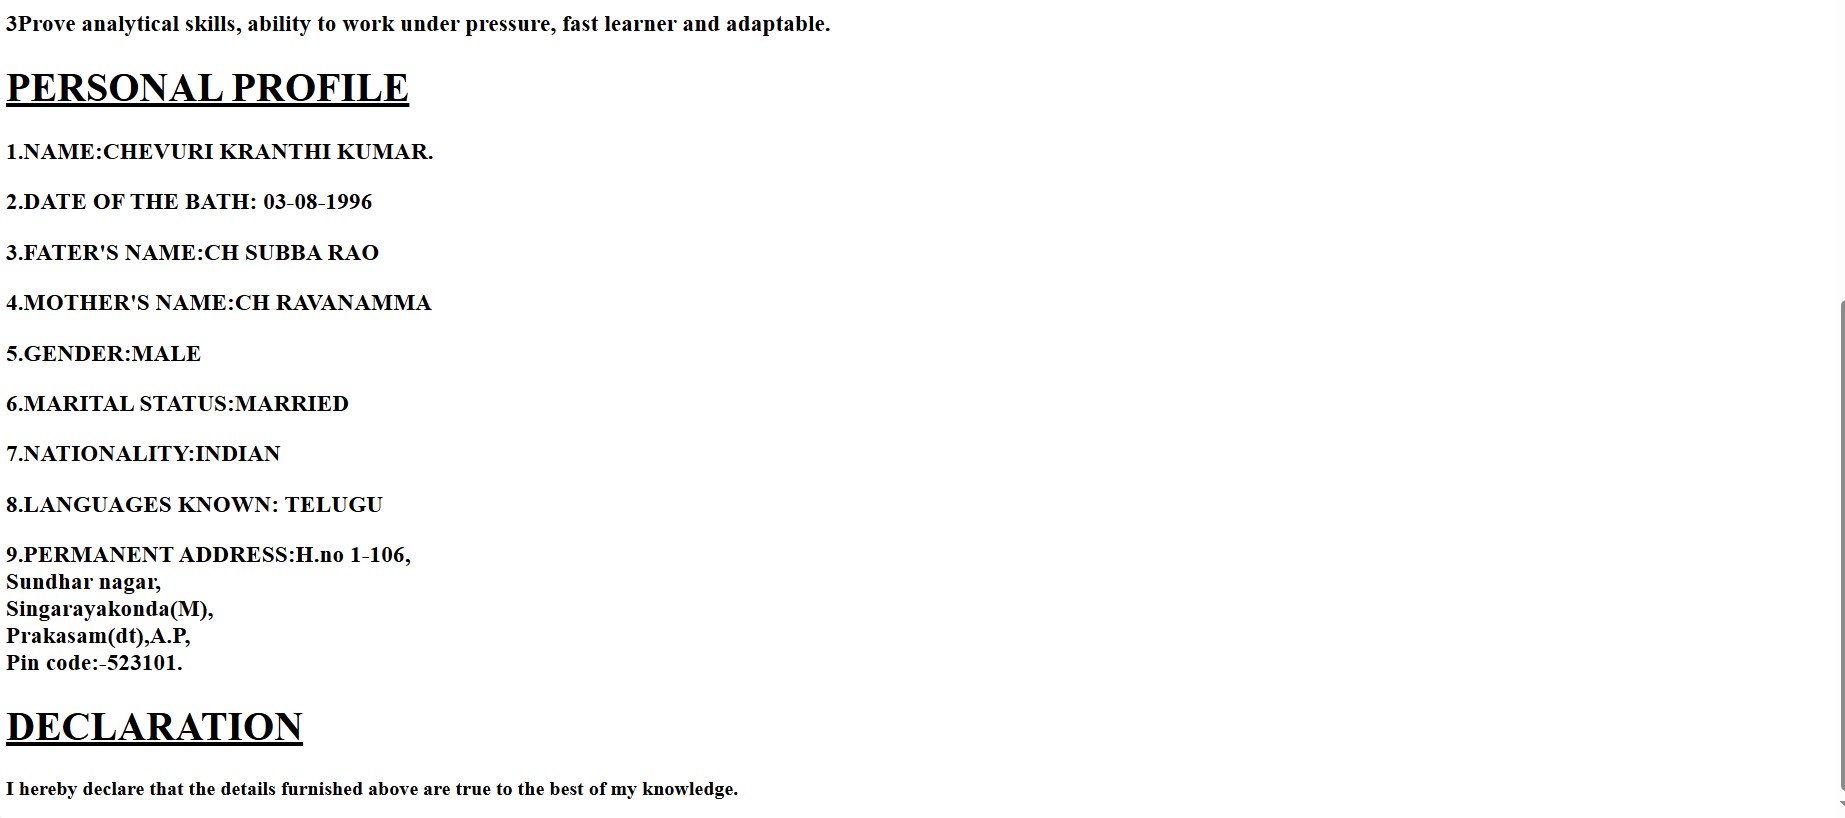 3Prove analytical skills, ability to work under pressure, fast learner and adaptable.
PERSONAL PROFILE
1.NAME:CHEVURI KRANTHI KUMAR.
2.DATE OF THE BATH: 03-08-1996
3.FATER'S NAME:CH SUBBA RAO
4.MOTHER'S NAME:CH RAVANAMMA
5.GENDER:MALE
6.MARITAL STATUS:MARRIED
7.NATIONALITY:INDIAN
8.LANGUAGES KNOWN: TELUGU
9.PERMANENT ADDRESS:H.no 1-106,
Sundhar nagar,
Singarayakonda(M),
Prakasam(dt),A.P,
Pin code:-523101.
DECLARATION
I hereby declare that the details furnished above are true to the best of my knowledge.